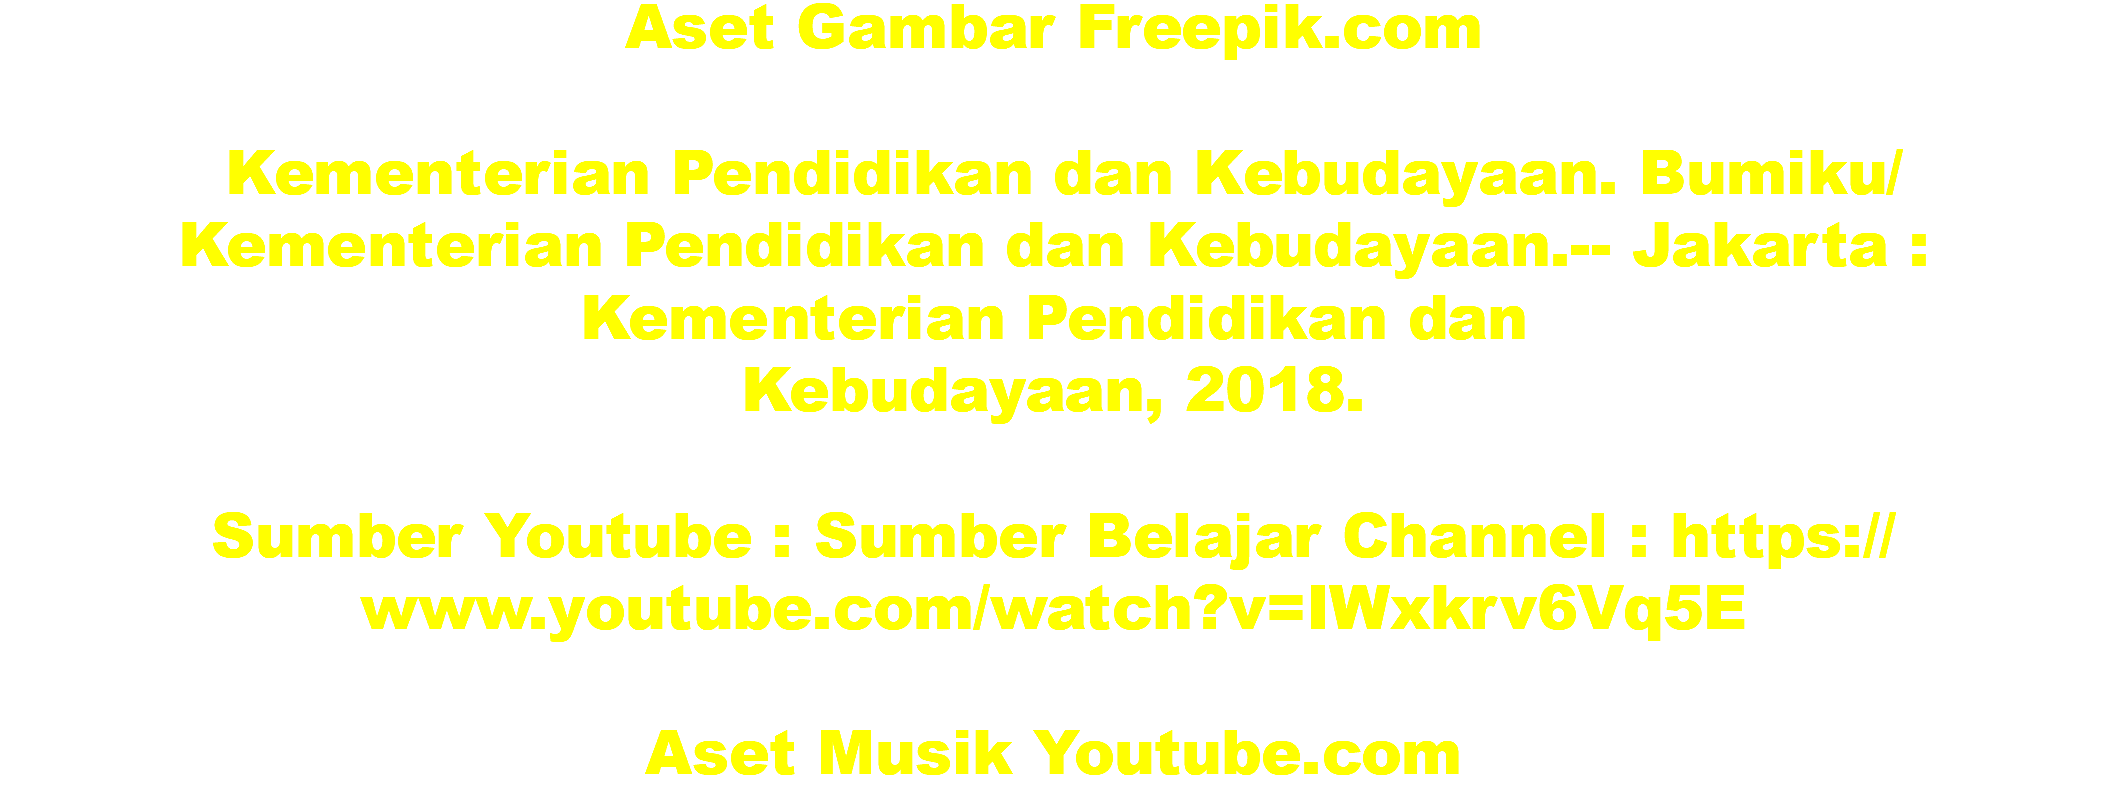 Aset Gambar Freepik.com
Kementerian Pendidikan dan Kebudayaan. Bumiku/
Kementerian Pendidikan dan Kebudayaan.-- Jakarta :
Kementerian Pendidikan dan
Kebudayaan, 2018.
Sumber Youtube : Sumber Belajar Channel : https://
www.youtube.com/watch?v=IWxkrv6Vq5E
Aset Musik Youtube.com